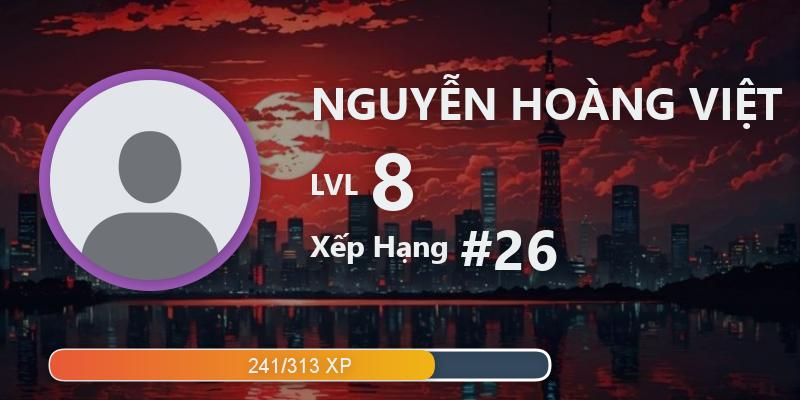 NGUYỄN HOÀNG VIỆT
LVL 8
Xếp Hạng #26
241/313 XP